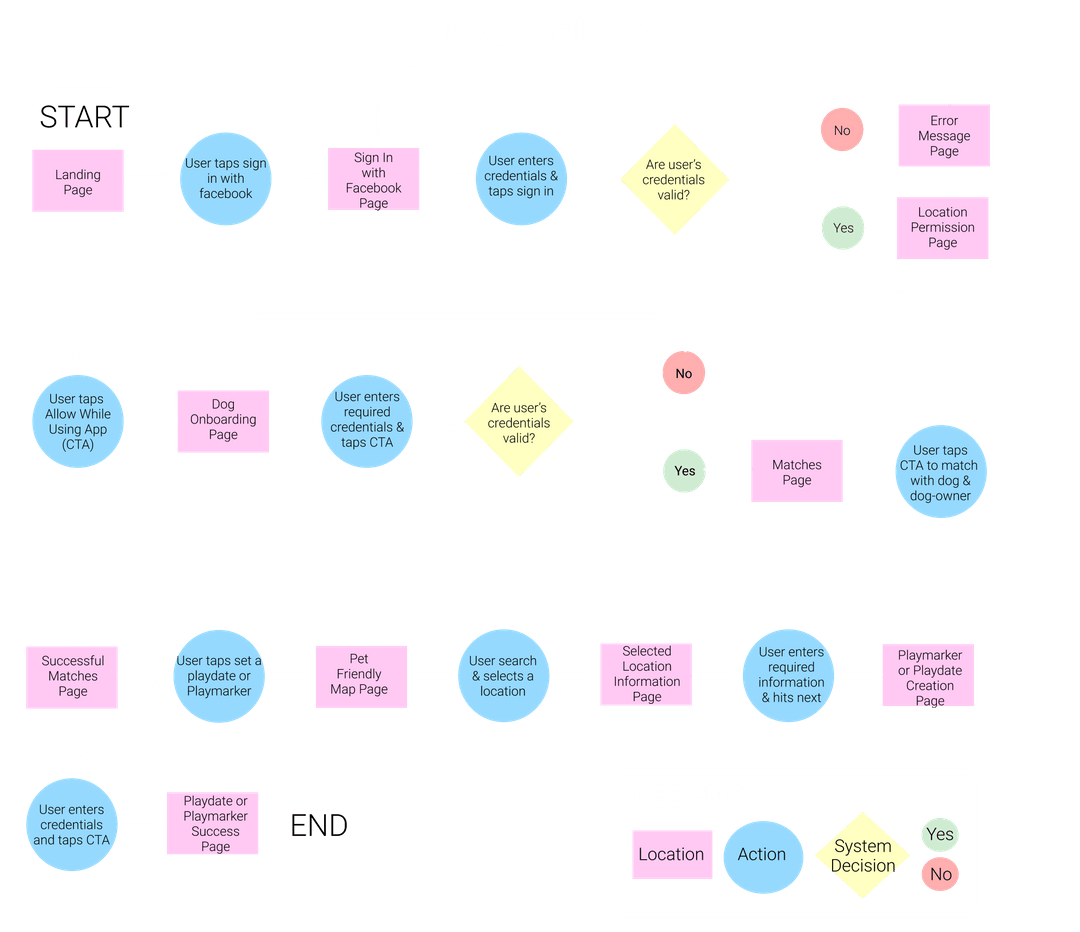 START
Landing
Page
User taps sign
in with
facebook
Sign In
with
Facebook
Page
User enters
credentials &
taps sign in
Are user's
credentials
valid?
No
Error
Message
Page
Yes
Location
Permission
Page
User taps
Allow While
Using App
(CTA)
Dog
Onboarding
Page
User enters
required
credentials &
taps CTA
Are user's
credentials
valid?
No
Yes
Matches
Page
User taps
CTA to match
with dog &
dog-owner
Successful
Matches
Page
User taps set a
playdate or
Playmarker
Pet
Friendly
Map Page
User search
& selects a
location
Selected
Location
Information
Page
User enters
required
information
& hits next
Playmarker
or Playdate
Creation
Page
User enters
credentials
and taps CTA
Playdate or
Playmarker
Success
Page
END
Location
Action
System
Decision
Yes
No